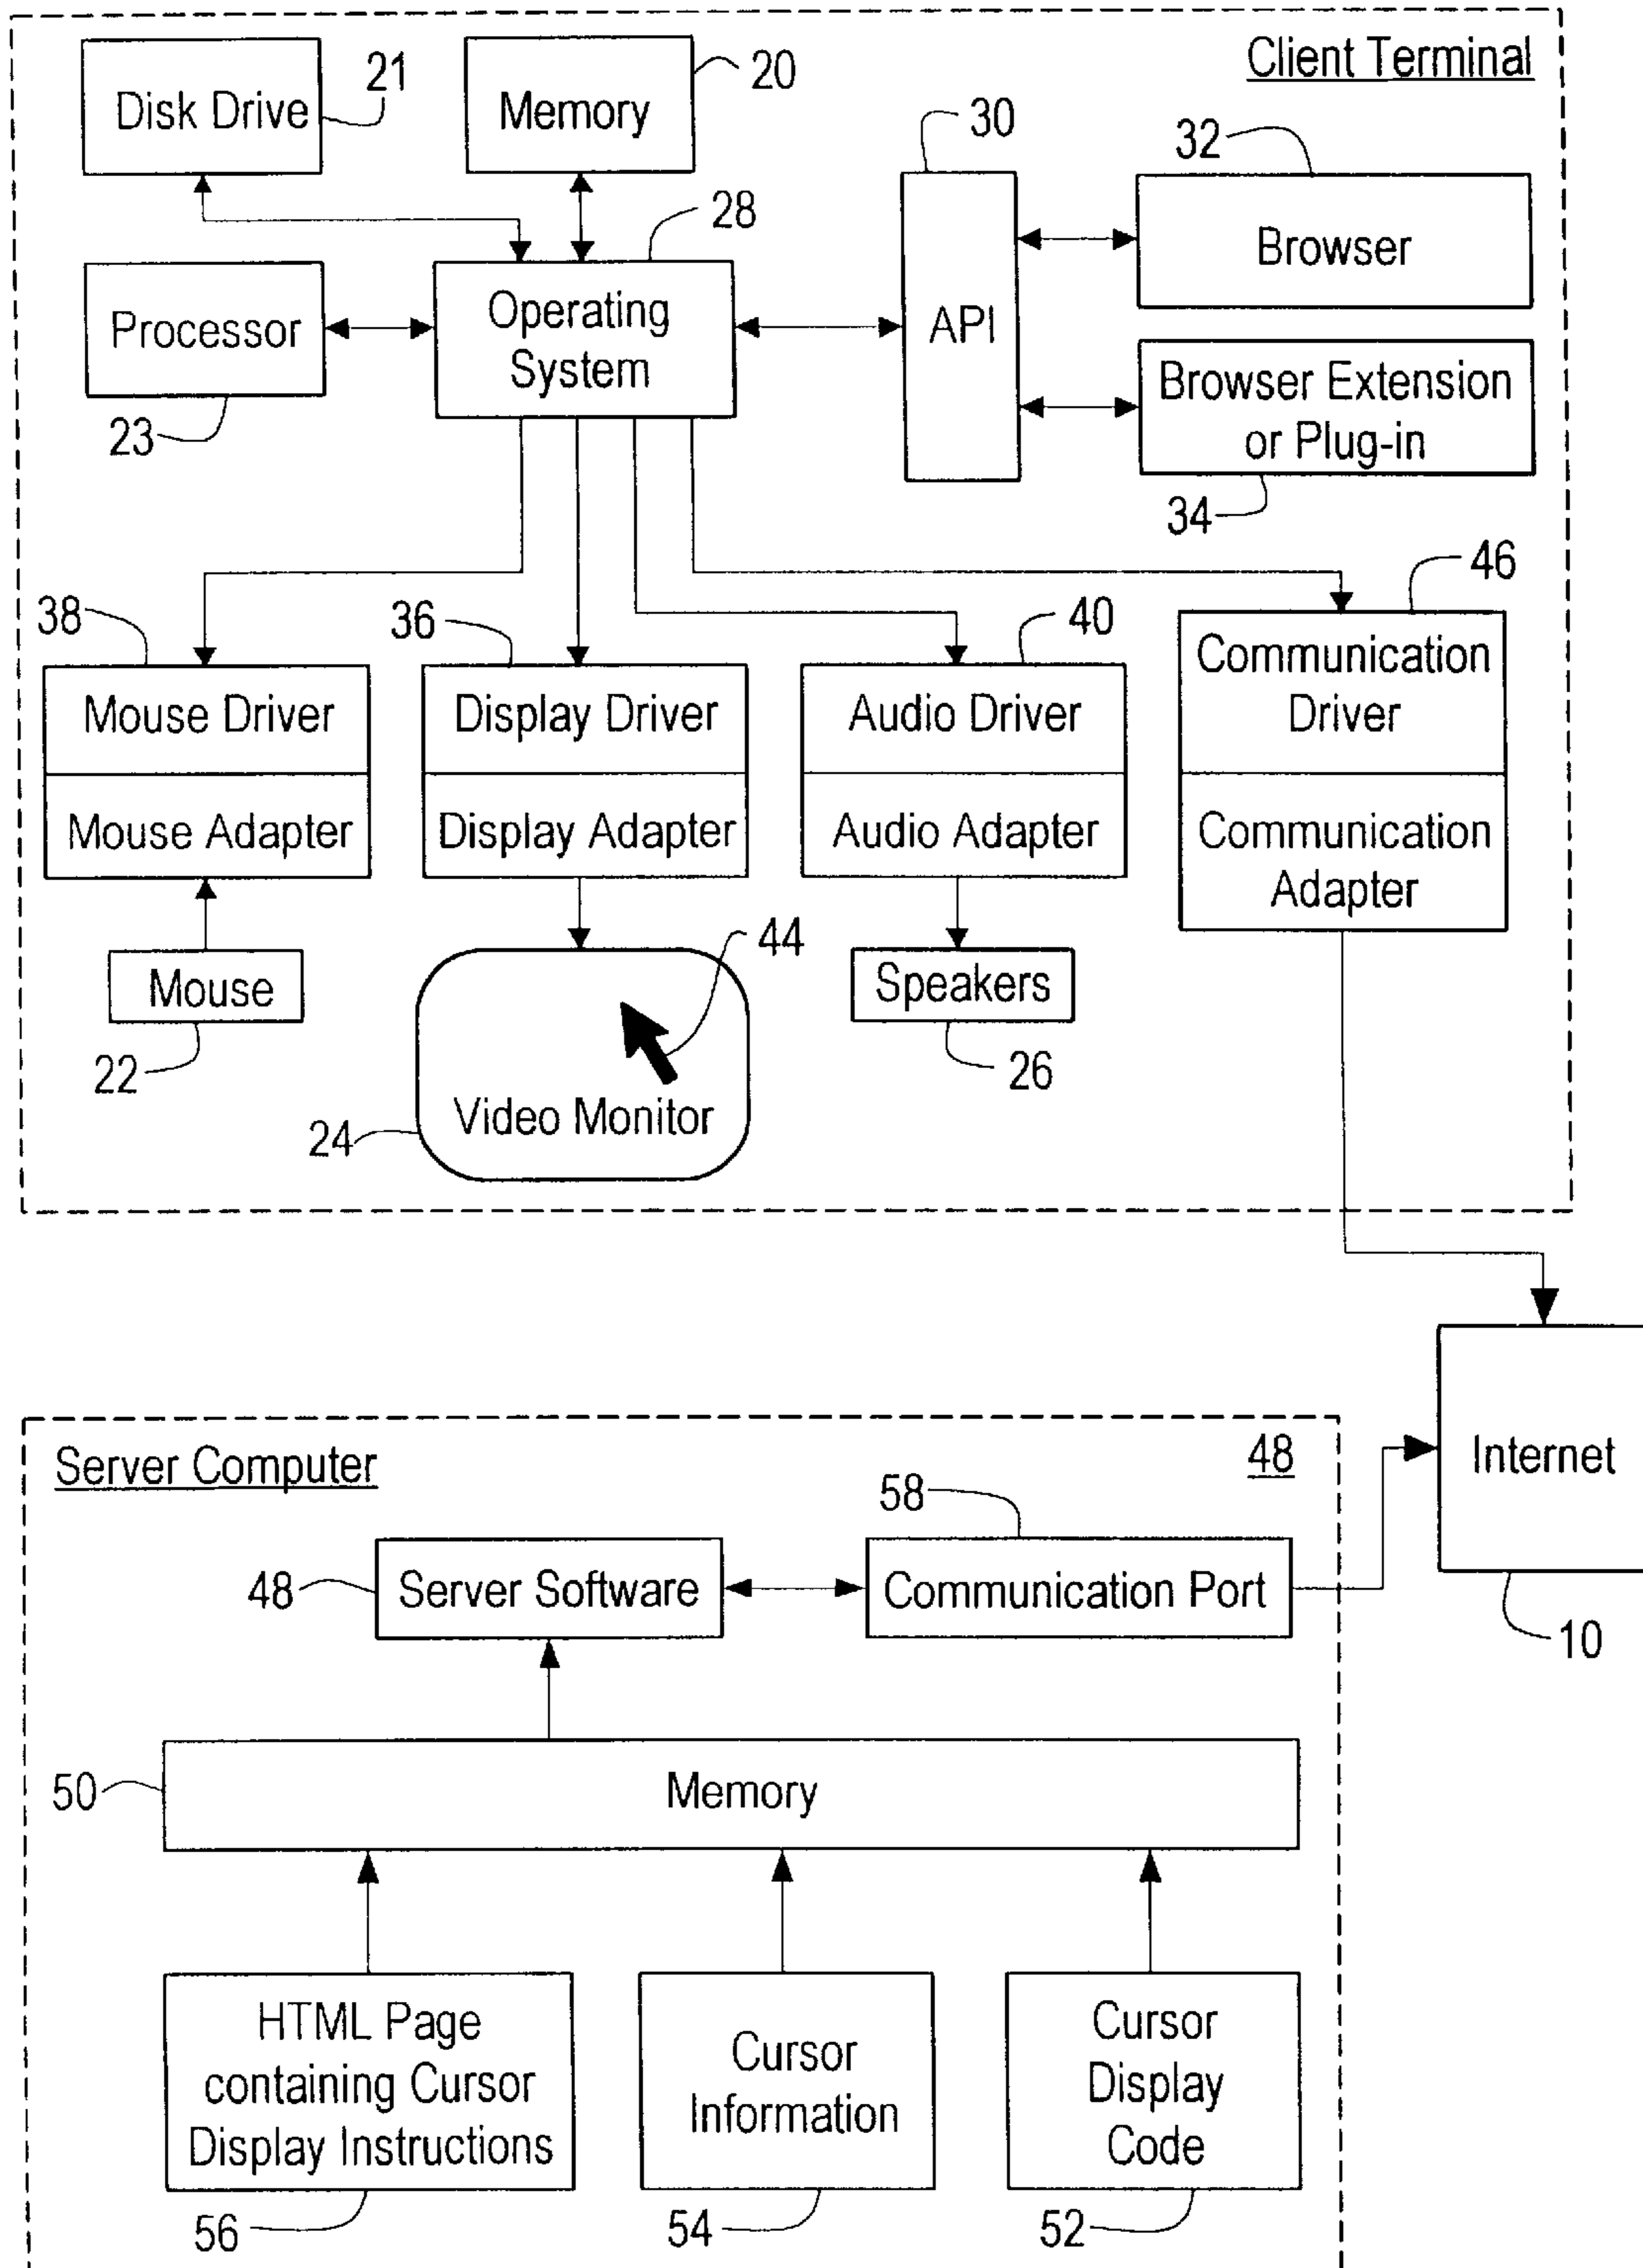 Client Terminal
Disk Drive
21
Memory
20
30
32
Browser
28
Operating
System
Processor
23
API
Browser Extension
or Plug-in
34
38
Mouse Driver
Mouse Adapter
Mouse
22
36
Display Driver
Display Adapter
44
Video Monitor
24
40
Audio Driver
Audio Adapter
Speakers
26
46
Communication
Driver
Communication
Adapter
Internet
10
Server Computer
48
48
Server Software
58
Communication Port
50
Memory
HTML Page
containing Cursor
Display Instructions
56
Cursor
Information
54
Cursor
Display
Code
52